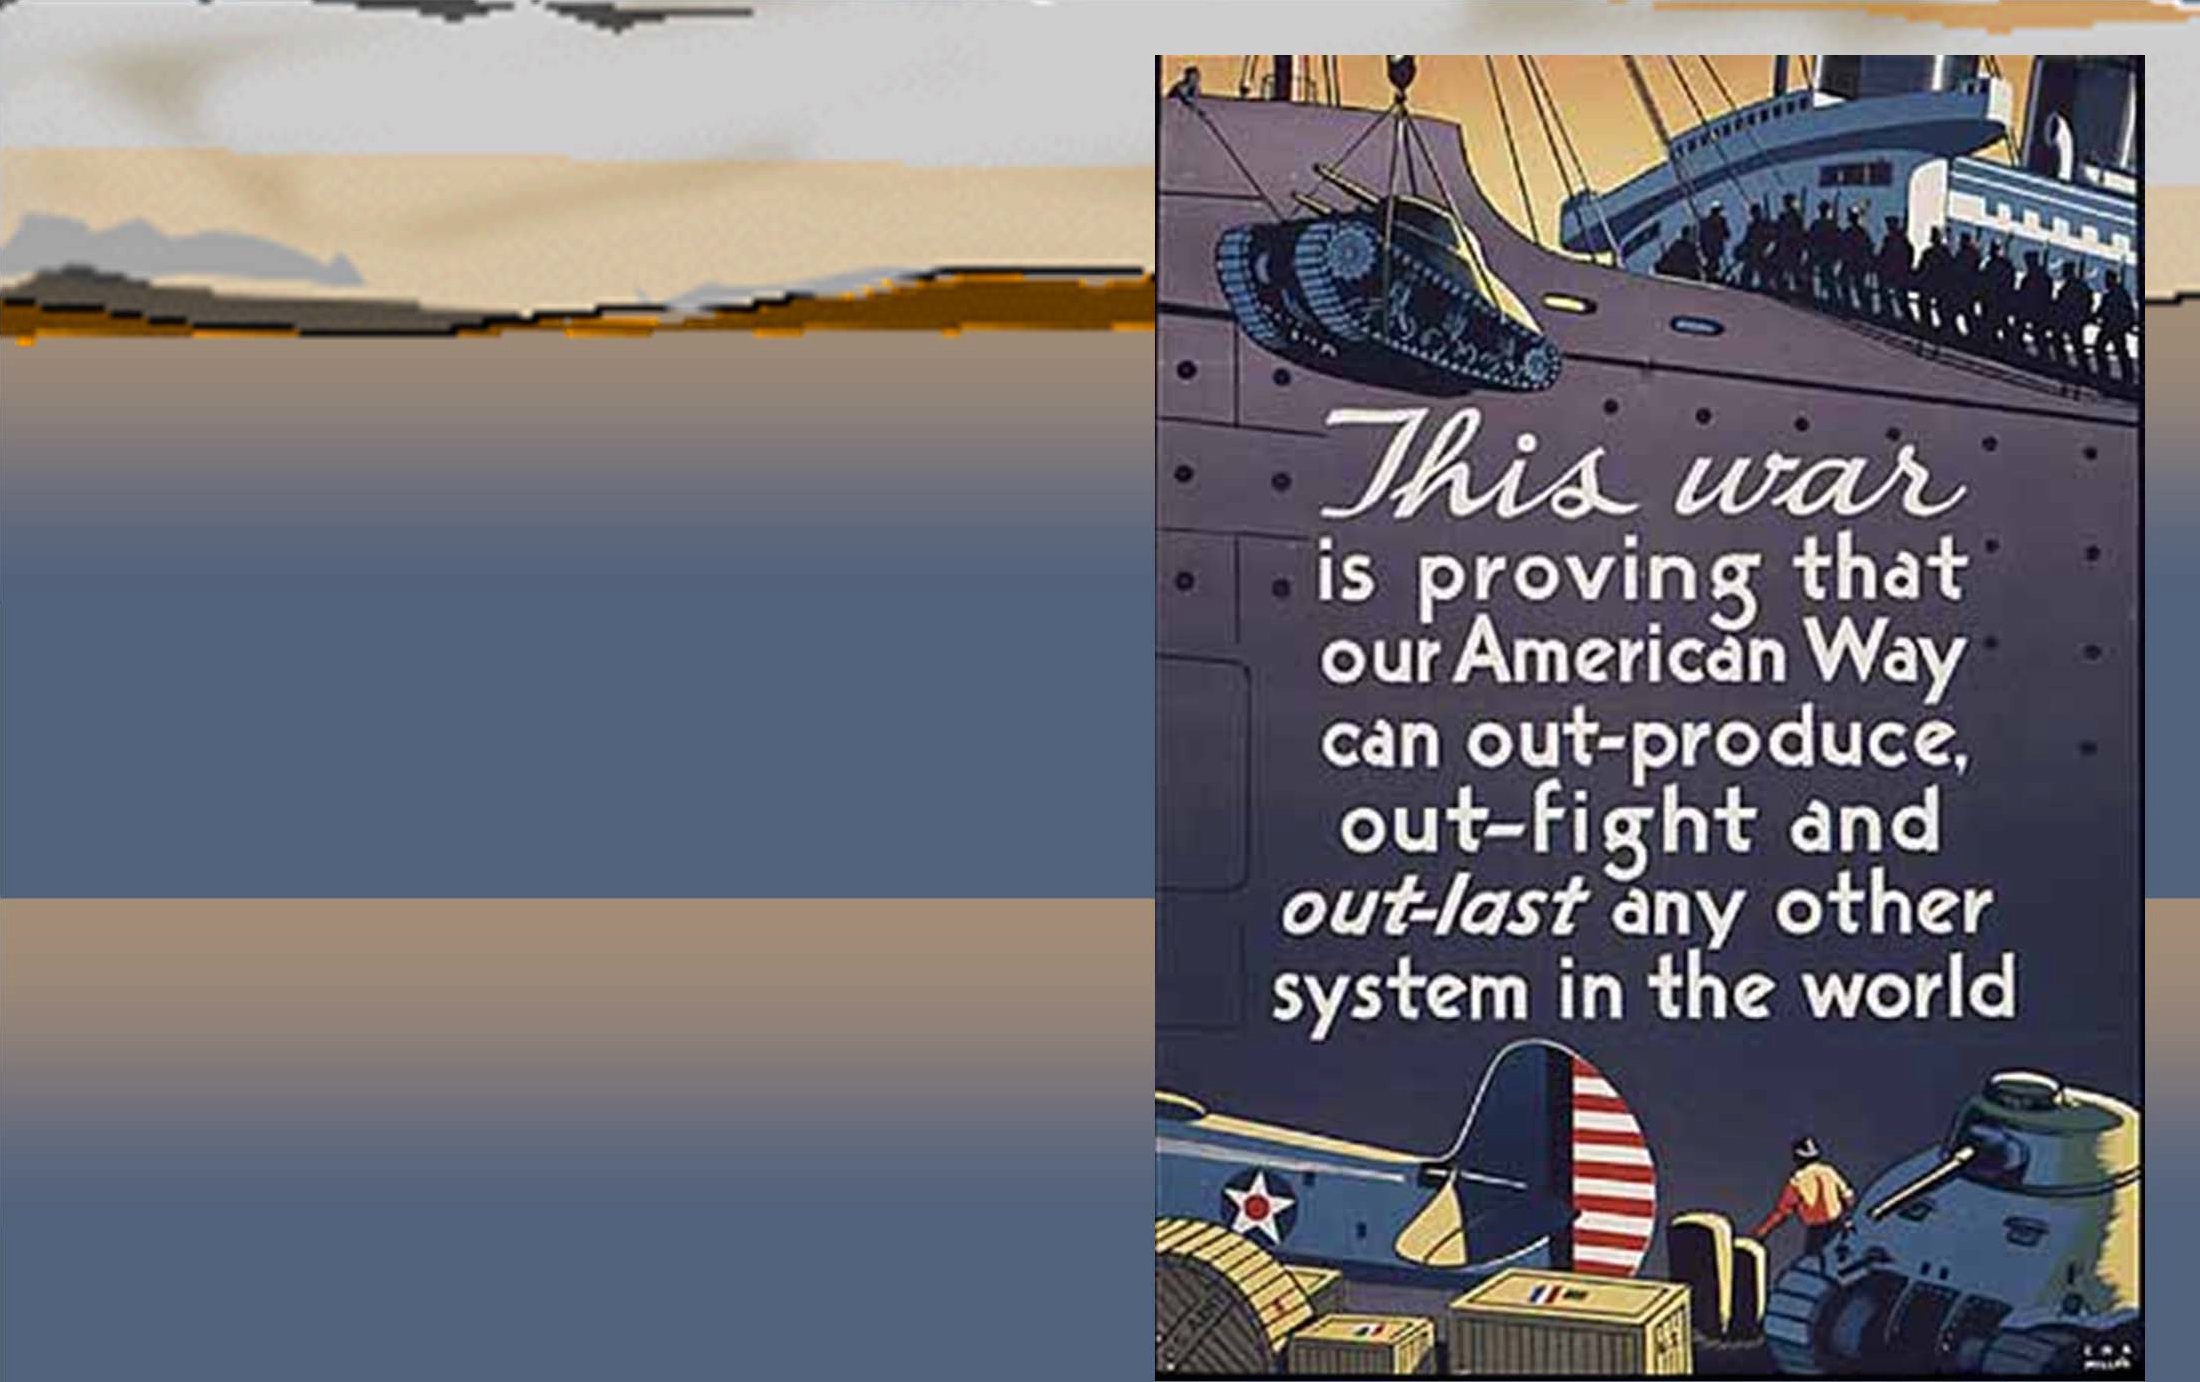 This war
is proving that
our American Way
can out-produce,
out-fight and
out-last any other
system in the world